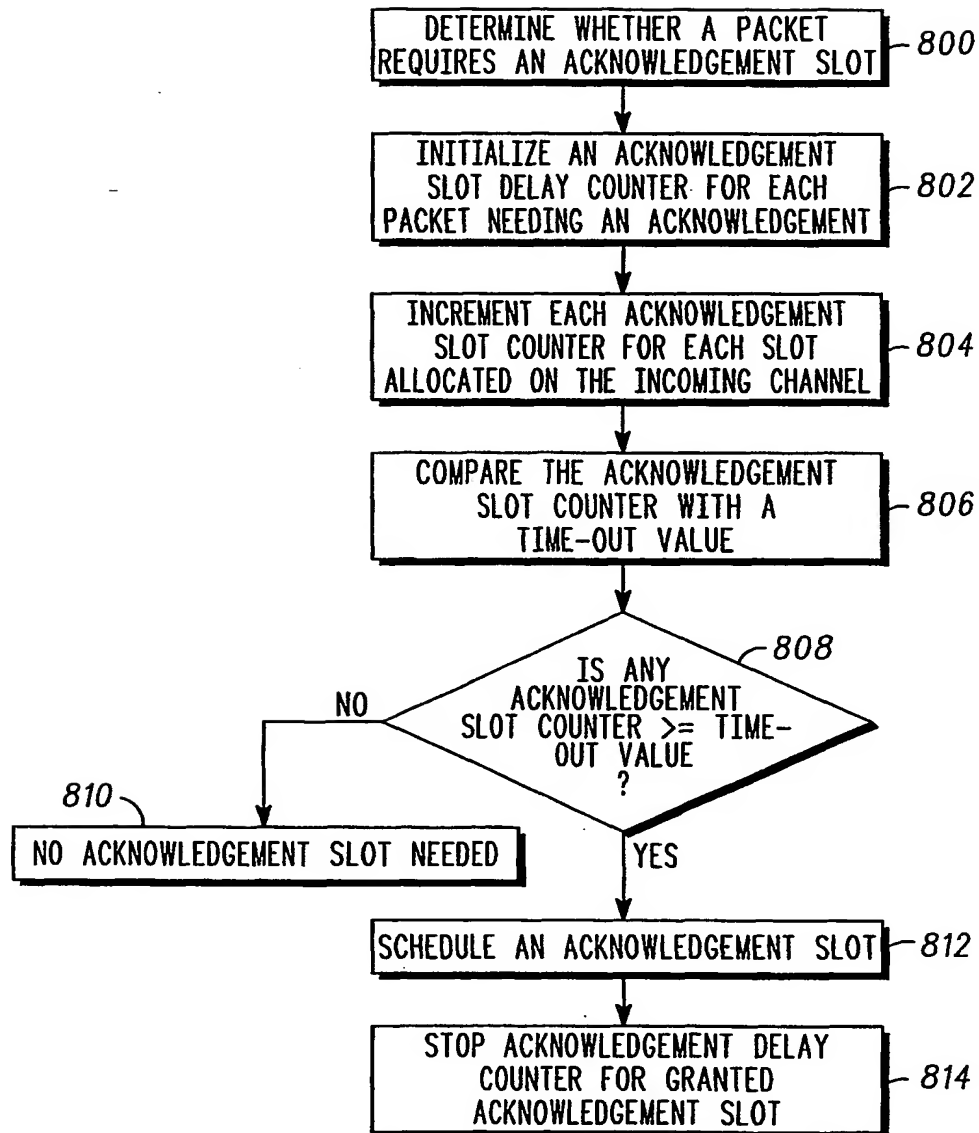 DETERMINE WHETHER A PACKET
REQUIRES AN ACKNOWLEDGEMENT SLOT
800
INITIALIZE AN ACKNOWLEDGEMENT
SLOT DELAY COUNTER FOR EACH
PACKET NEEDING AN ACKNOWLEDGEMENT
802
INCREMENT EACH ACKNOWLEDGEMENT
SLOT COUNTER FOR EACH SLOT
ALLOCATED ON THE INCOMING CHANNEL
804
COMPARE THE ACKNOWLEDGEMENT
SLOT COUNTER WITH A
TIME-OUT VALUE
806
808
IS ANY
ACKNOWLEDGEMENT
SLOT COUNTER >= TIME-
OUT VALUE
?
NO
810
NO ACKNOWLEDGEMENT SLOT NEEDED
YES
SCHEDULE AN ACKNOWLEDGEMENT SLOT
812
STOP ACKNOWLEDGEMENT DELAY
COUNTER FOR GRANTED
ACKNOWLEDGEMENT SLOT
814